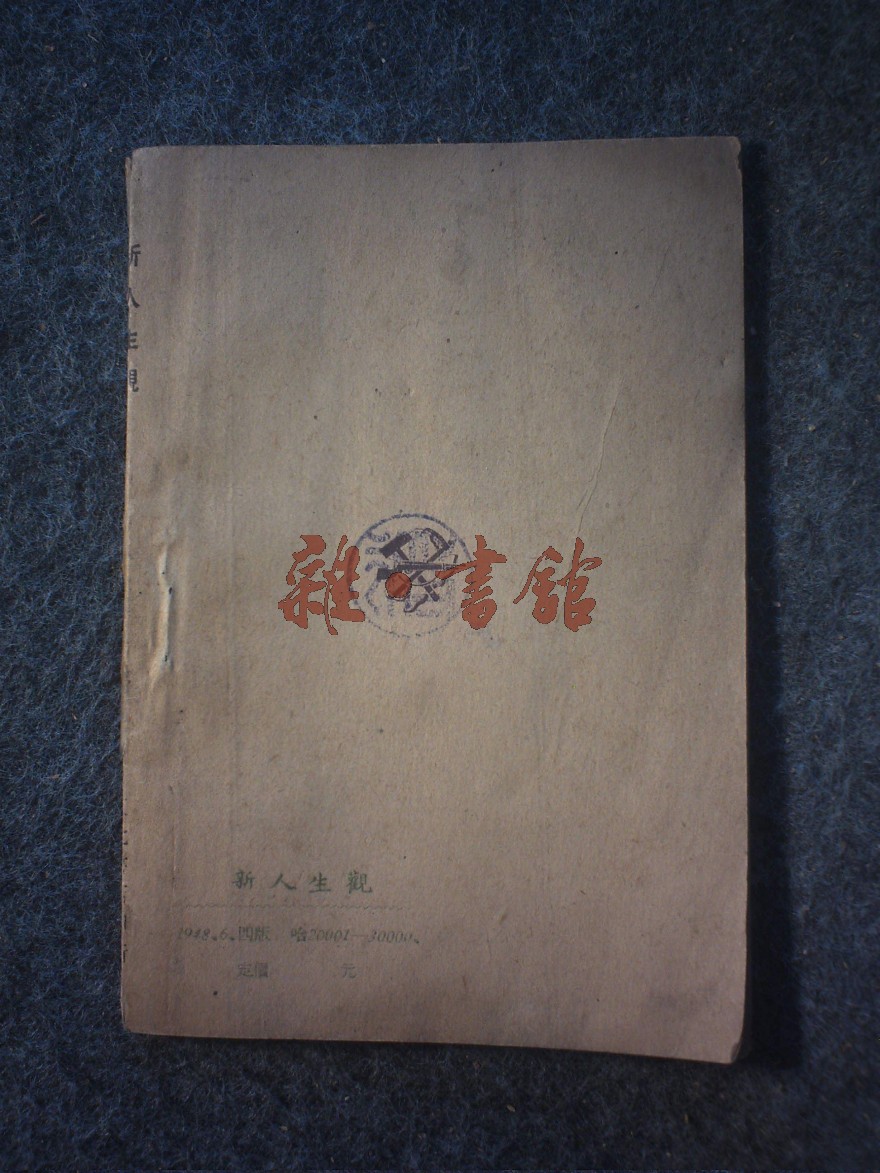 新人生觀
雜書館
新人生觀
1948.6.四版 哈20001—30000.
定價 元